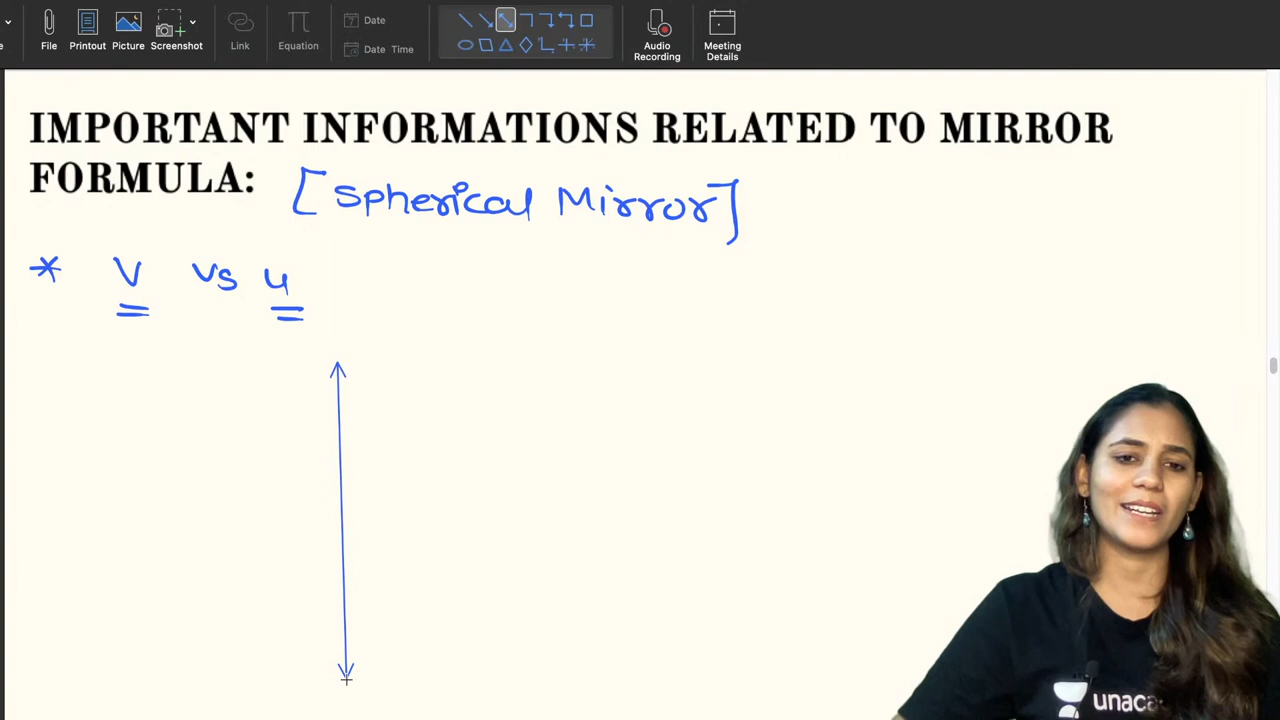 File Printout Picture Screenshot Link Equation Date Date Time Audio Recording Meeting Details
IMPORTANT INFORMATIONS RELATED TO MIRROR
FORMULA: [Spherical Mirror]
* V vs u
unaca